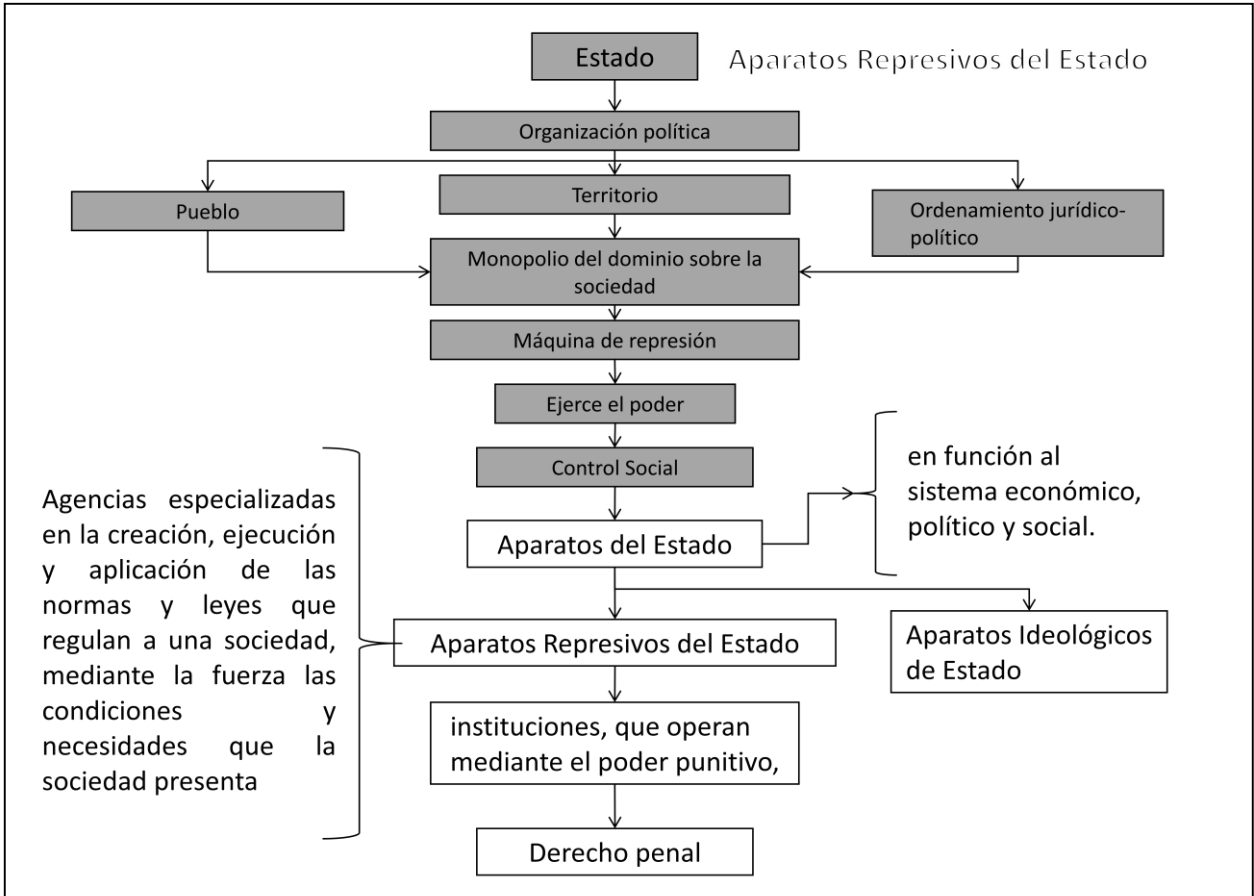 Estado
Aparatos Represivos del Estado
Organización política
Pueblo
Territorio
Ordenamiento jurídico-
político
Monopolio del dominio sobre la
sociedad
Máquina de represión
Ejerce el poder
Control Social
en función al
sistema económico,
político y social.
Aparatos del Estado
Agencias especializadas
en la creación, ejecución
y aplicación de las
normas y leyes que
regulan a una sociedad,
mediante la fuerza las
condiciones y
necesidades que la
sociedad presenta
Aparatos Represivos del Estado
Aparatos Ideológicos
de Estado
instituciones, que operan
mediante el poder punitivo,
Derecho penal